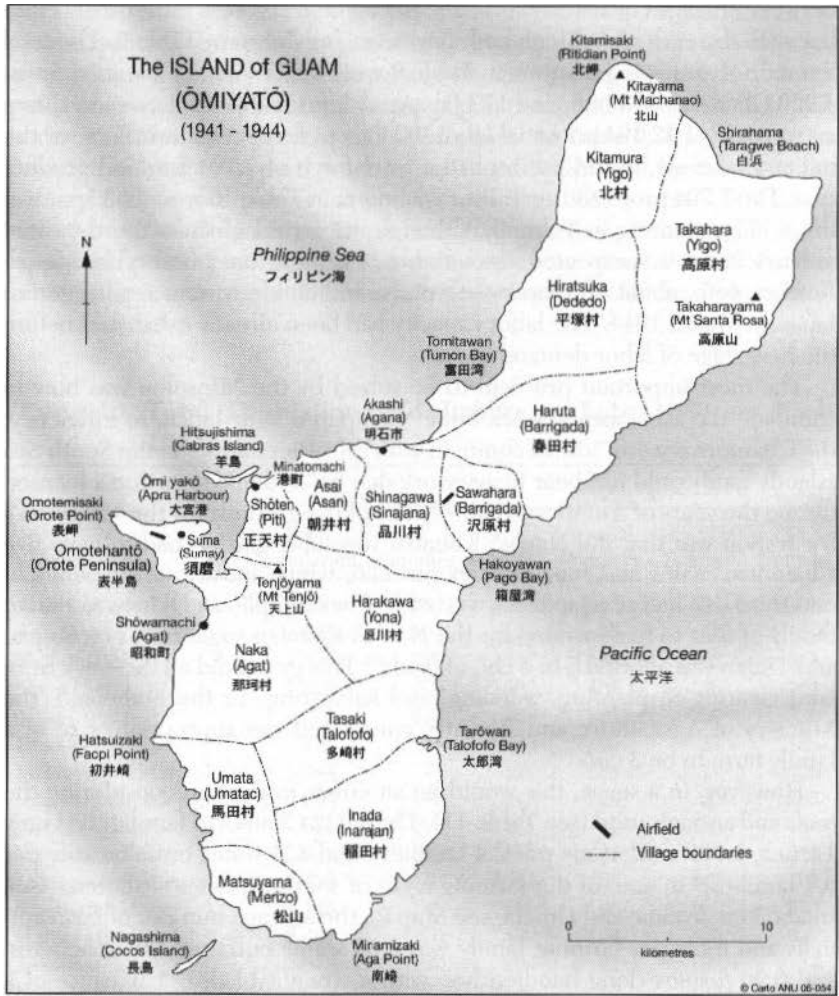 The ISLAND of GUAM
(ŌMIYATŌ)
(1941 - 1944)
Kitamisaki
(Ritidian Point)
北岬
Kitayama
(Mt Machanao)
北山
Shirahama
(Taragwe Beach)
白浜
Kitamura
(Yigo)
北村
N
Philippine Sea
フィリピン海
Takahara
(Yigo)
高原村
Hiratsuka
(Dededo)
平塚村
Takaharayama
(Mt Santa Rosa)
高原山
Tomitawan
(Tumon Bay)
富田湾
Akashi
(Agana)
明石市
Haruta
(Barrigada)
春田村
Hitsujishima
(Cabras Island)
羊島
Minatomachi
港町
Ōmi yakō
(Apra Harbour)
大宮港
Asai
(Asan)
朝井村
Shinagawa
(Sinajana)
品川村
Sawahara
(Barrigada)
沢原村
Omotemisaki
(Orote Point)
表岬
Shōten
(Piti)
正天村
Suma
(Sumay)
須磨
Omotehantō
(Orote Peninsula)
表半島
Tenjōyama
(Mt Tenjō)
天上山
Hakoyawan
(Pago Bay)
箱屋湾
Shōwamachi
(Agat)
昭和町
Harakawa
(Yona)
原川村
Pacific Ocean
太平洋
Naka
(Agat)
那珂村
Tasaki
(Talofofo)
多崎村
Tarōwan
(Talofofo Bay)
太郎湾
Hatsuizaki
(Facpi Point)
初井崎
Umata
(Umatac)
馬田村
Inada
(Inarajan)
稲田村
Airfield
Village boundaries
Matsuyama
(Merizo)
松山
Nagashima
(Cocos Island)
長島
Miramizaki
(Aga Point)
南崎
0 10
kilometres
© Carto ANU 06-054